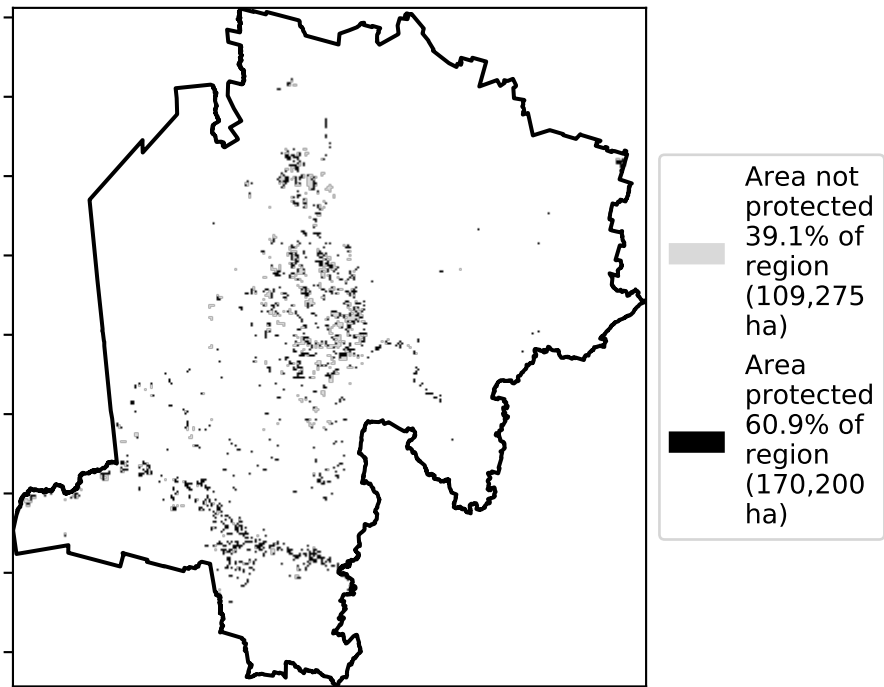 Area not
protected
39.1% of
region
(109,275
ha)
Area
protected
60.9% of
region
(170,200
ha)